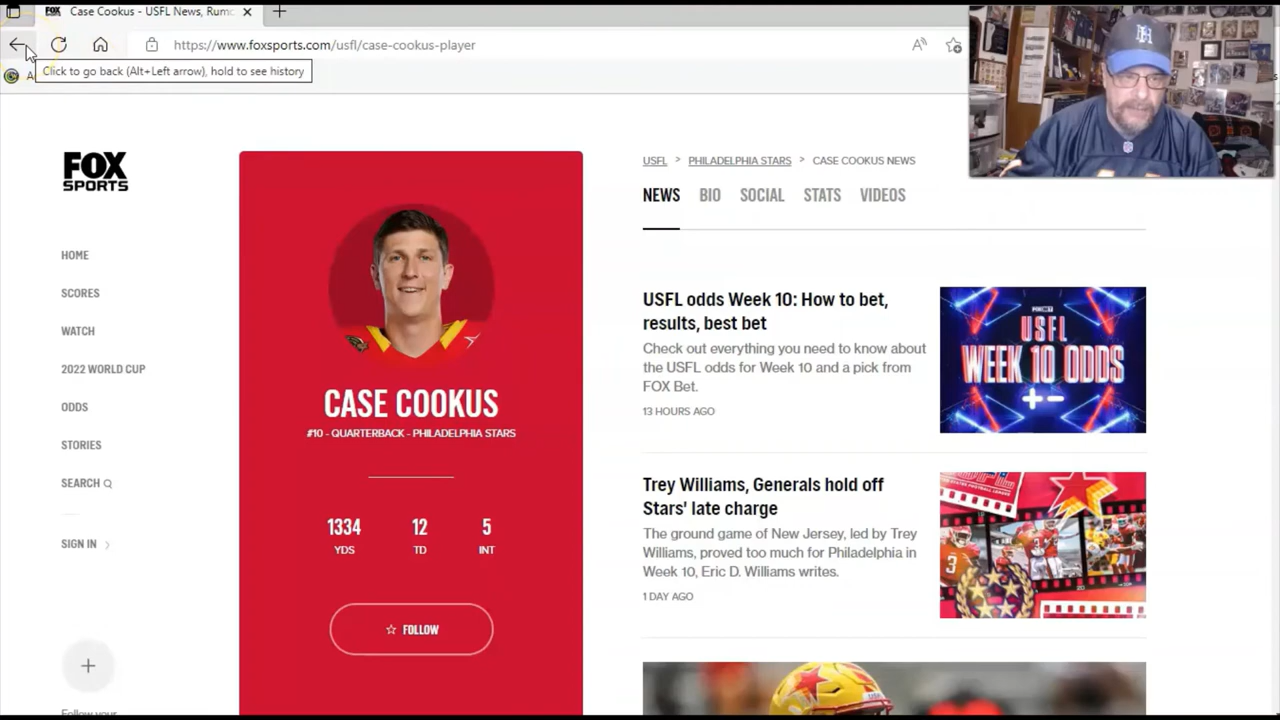 FOX
Case Cookus - USFL News, Rumo
https://www.foxsports.com/usfl/case-cookus-player
Click to go back (Alt+Left arrow), hold to see history
FOX
SPORTS
HOME
SCORES
WATCH
2022 WORLD CUP
ODDS
STORIES
SEARCH
SIGN IN
Follow your
CASE COOKUS
#10 - QUARTERBACK - PHILADELPHIA STARS
1334 12 5
YDS TD INT
FOLLOW
USFL > PHILADELPHIA STARS > CASE COOKUS NEWS
NEWS BIO SOCIAL STATS VIDEOS
USFL odds Week 10: How to bet,
results, best bet
Check out everything you need to know about
the USFL odds for Week 10 and a pick from
FOX Bet.
13 HOURS AGO
USFL
WEEK 10 ODDS
Trey Williams, Generals hold off
Stars' late charge
The ground game of New Jersey, led by Trey
Williams, proved too much for Philadelphia in
Week 10, Eric D. Williams writes.
1 DAY AGO